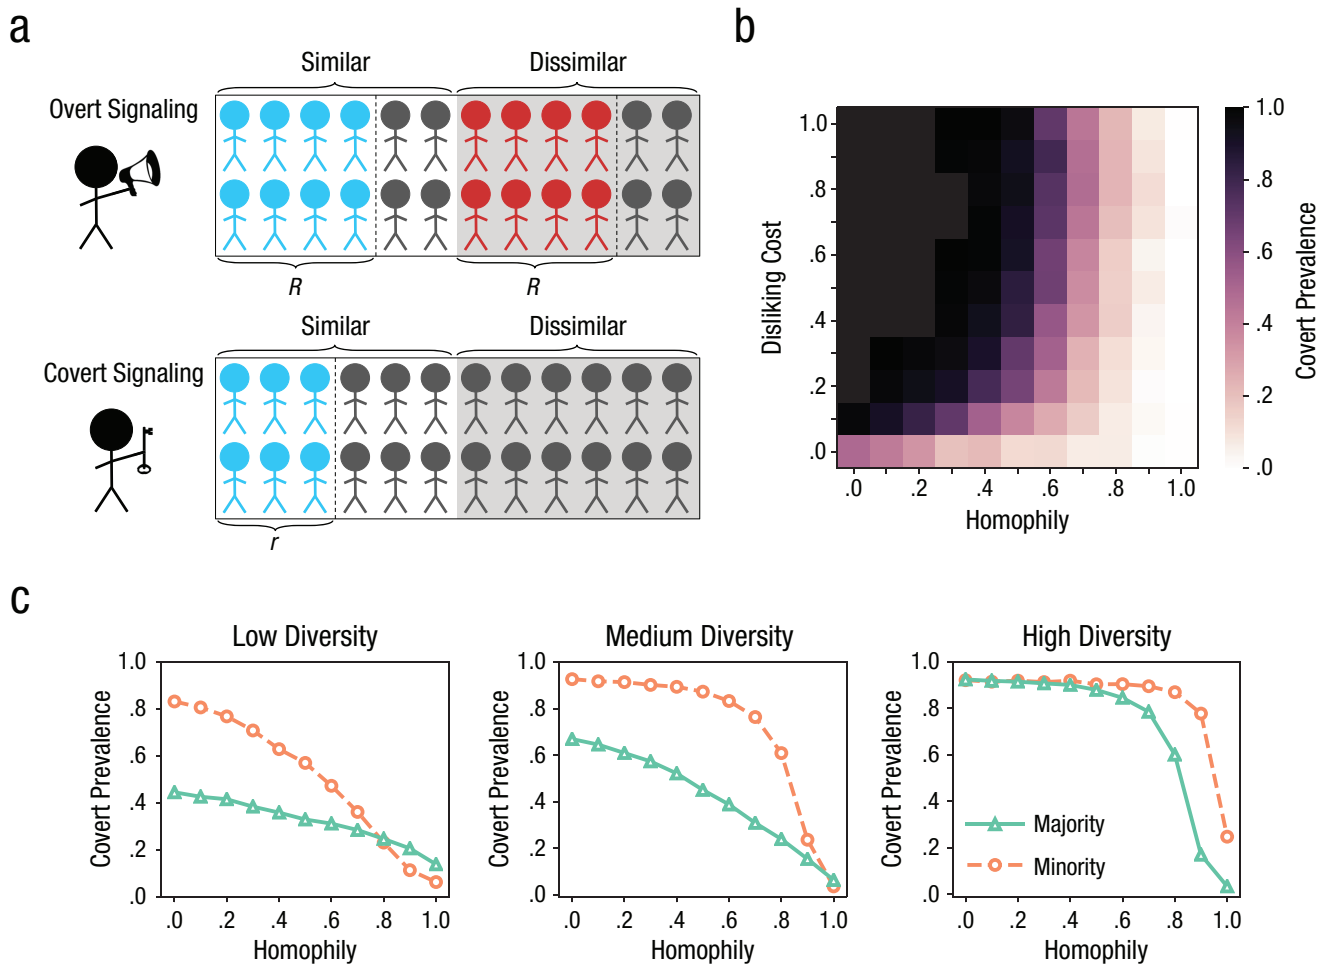 a
Similar
Dissimilar
Overt Signaling
R
R
Similar
Dissimilar
Covert Signaling
r
b
1.0
.8
.6
.4
.2
.0
Disliking Cost
.0 .2 .4 .6 .8 1.0
Homophily
1.0
.8
.6
.4
.2
.0
Covert Prevalence
c
Low Diversity
1.0
.8
.6
.4
.2
.0
Covert Prevalence
.0 .2 .4 .6 .8 1.0
Homophily
Medium Diversity
1.0
.8
.6
.4
.2
.0
Covert Prevalence
.0 .2 .4 .6 .8 1.0
Homophily
High Diversity
1.0
.8
.6
.4
.2
.0
Covert Prevalence
Majority
Minority
.0 .2 .4 .6 .8 1.0
Homophily